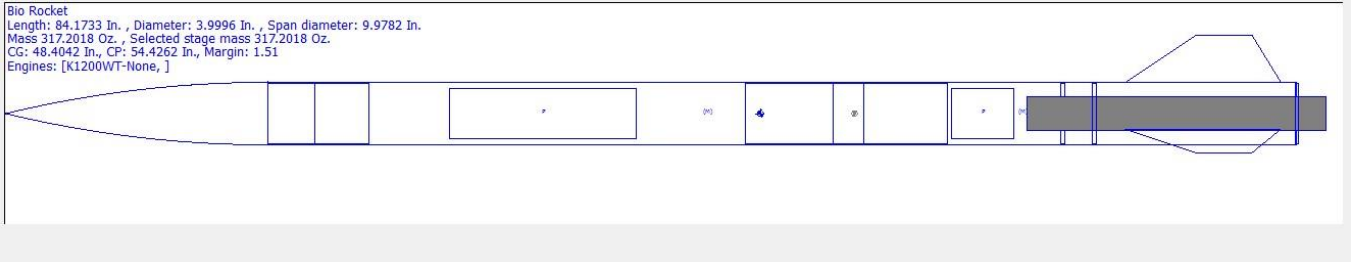 Bio Rocket
Length: 84.1733 In. , Diameter: 3.9996 In. , Span diameter: 9.9782 In.
Mass 317.2018 Oz. , Selected stage mass 317.2018 Oz.
CG: 48.4042 In., CP: 54.4262 In., Margin: 1.51
Engines: [K1200WT-None, ]
P
(M)
P